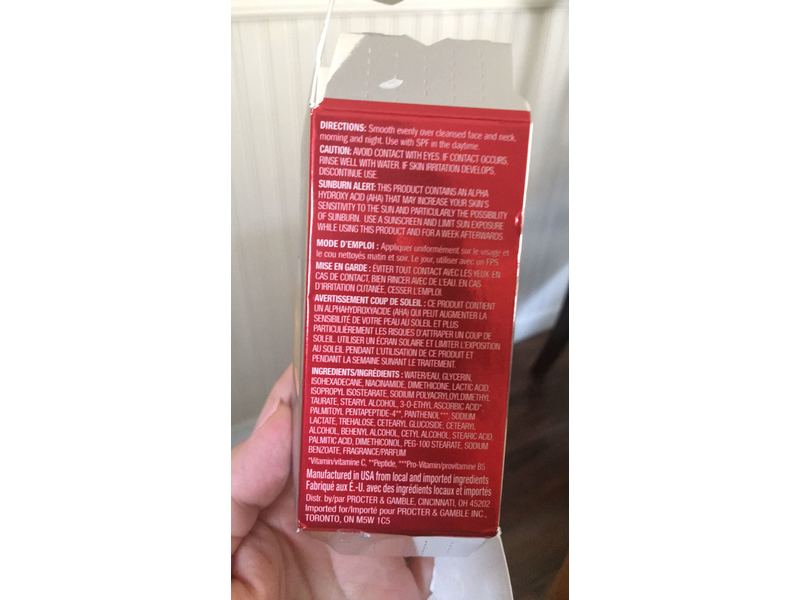 DIRECTIONS: Smooth evenly over cleansed face and neck,
morning and night. Use with SPF in the daytime.
CAUTION: AVOID CONTACT WITH EYES. IF CONTACT OCCURS,
RINSE WELL WITH WATER. IF SKIN IRRITATION DEVELOPS,
DISCONTINUE USE.
SUNBURN ALERT: THIS PRODUCT CONTAINS AN ALPHA
HYDROXY ACID (AHA) THAT MAY INCREASE YOUR SKIN'S
SENSITIVITY TO THE SUN AND PARTICULARLY THE POSSIBILITY
OF SUNBURN. USE A SUNSCREEN AND LIMIT SUN EXPOSURE
WHILE USING THIS PRODUCT AND FOR A WEEK AFTERWARDS
MODE D'EMPLOI : Appliquer uniformément sur le visage et
le cou nettoyés matin et soir. Le jour, utiliser avec un FPS.
MISE EN GARDE : ÉVITER TOUT CONTACT AVEC LES YEUX. EN
CAS DE CONTACT, BIEN RINCER AVEC DE L'EAU. EN CAS
D'IRRITATION CUTANÉE, CESSER L'EMPLOI.
AVERTISSEMENT COUP DE SOLEIL : CE PRODUIT CONTIENT
UN ALPHAHYDROXYACIDE (AHA) QUI PEUT AUGMENTER LA
SENSIBILITÉ DE VOTRE PEAU AU SOLEIL ET PLUS
PARTICULIÈREMENT LES RISQUES D'ATTRAPER UN COUP DE
SOLEIL. UTILISER UN ÉCRAN SOLAIRE ET LIMITER L'EXPOSITION
AU SOLEIL PENDANT L'UTILISATION DE CE PRODUIT ET
PENDANT LA SEMAINE SUIVANT LE TRAITEMENT.
INGREDIENTS/INGRÉDIENTS : WATER/EAU, GLYCERIN,
ISOHEXADECANE, NIACINAMIDE, DIMETHICONE, LACTIC ACID,
ISOPROPYL ISOSTEARATE, SODIUM POLYACRYLOYLDIMETHYL
TAURATE, STEARYL ALCOHOL, 3-O-ETHYL ASCORBIC ACID*,
PALMITOYL PENTAPEPTIDE-4**, PANTHENOL***, SODIUM
LACTATE, TREHALOSE, CETEARYL GLUCOSIDE, CETEARYL
ALCOHOL, BEHENYL ALCOHOL, CETYL ALCOHOL, STEARIC ACID,
PALMITIC ACID, DIMETHICONOL, PEG-100 STEARATE, SODIUM
BENZOATE, FRAGRANCE/PARFUM
*Vitamin/vitamine C, **Peptide, ***Pro-Vitamin/provitamine B5
Manufactured in USA from local and imported ingredients
Fabriqué aux É.-U. avec des ingrédients locaux et importés
Distr. by/par PROCTER & GAMBLE, CINCINNATI, OH 45202
Imported for/Importé pour PROCTER & GAMBLE INC.,
TORONTO, ON M5W 1C5